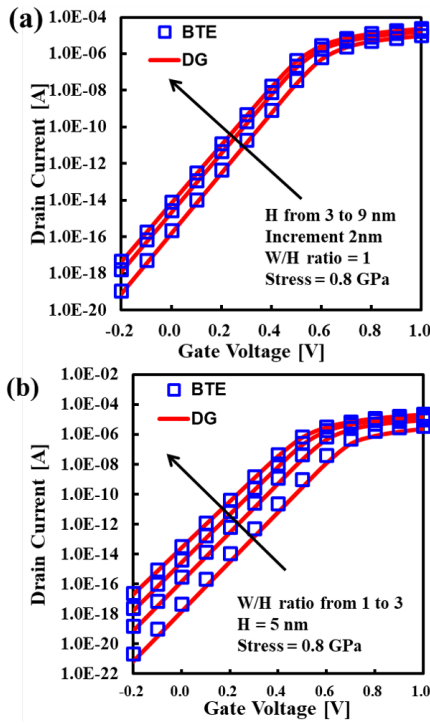 (a)
1.0E-04
1.0E-06
1.0E-08
1.0E-10
1.0E-12
1.0E-14
1.0E-16
1.0E-18
1.0E-20
Drain Current [A]
BTE
DG
H from 3 to 9 nm
Increment 2nm
W/H ratio = 1
Stress = 0.8 GPa
-0.2 0.0 0.2 0.4 0.6 0.8 1.0
Gate Voltage [V]
(b)
1.0E-02
1.0E-04
1.0E-06
1.0E-08
1.0E-10
1.0E-12
1.0E-14
1.0E-16
1.0E-18
1.0E-20
1.0E-22
Drain Current [A]
BTE
DG
W/H ratio from 1 to 3
H = 5 nm
Stress = 0.8 GPa
-0.2 0.0 0.2 0.4 0.6 0.8 1.0
Gate Voltage [V]